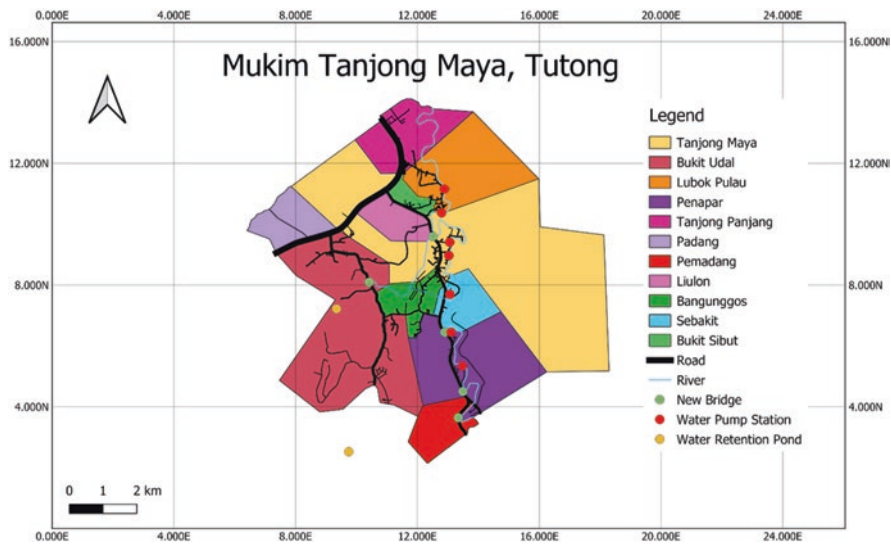 0.000E 4.000E 8.000E 12.000E 16.000E 20.000E 24.000E
16.000N 16.000N
Mukim Tanjong Maya, Tutong
Legend
Tanjong Maya
Bukit Udal
Lubok Pulau
Penapar
Tanjong Panjang
Padang
Pemadang
Liulon
Bangunggos
Sebakit
Bukit Sibut
Road
River
New Bridge
Water Pump Station
Water Retention Pond
12.000N 12.000N
8.000N 8.000N
4.000N 4.000N
0 1 2 km
0.000E 4.000E 8.000E 12.000E 16.000E 20.000E 24.000E